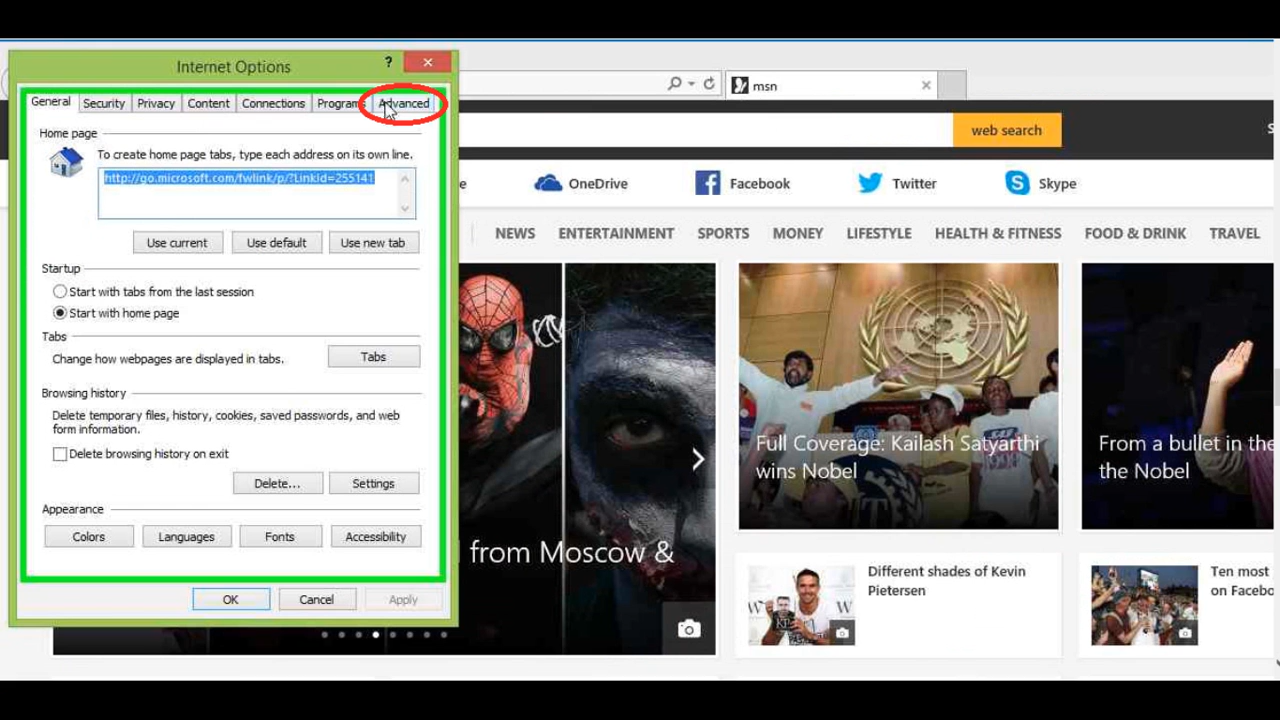 Internet Options
?
msn
General Security Privacy Content Connections Programs Advanced
Home page
To create home page tabs, type each address on its own line.
http://go.microsoft.com/fwlink/p/?LinkId=255141
Use current Use default Use new tab
Startup
Start with tabs from the last session
Start with home page
Tabs
Change how webpages are displayed in tabs.
Tabs
Browsing history
Delete temporary files, history, cookies, saved passwords, and web
form information.
Delete browsing history on exit
Delete... Settings
Appearance
Colors Languages Fonts Accessibility
OK Cancel Apply
web search
OneDrive Facebook Twitter Skype
NEWS ENTERTAINMENT SPORTS MONEY LIFESTYLE HEALTH & FITNESS FOOD & DRINK TRAVEL
from Moscow &
Full Coverage: Kailash Satyarthi
wins Nobel
From a bullet in the
the Nobel
Different shades of Kevin
Pietersen
Ten most
on Facebo